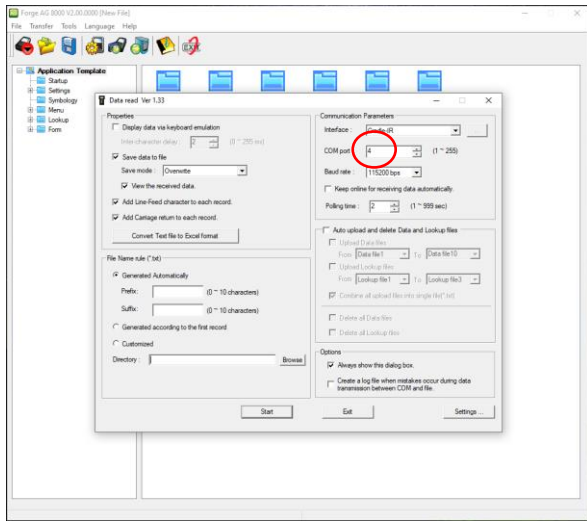 Forge AG 8000 V2.00.0000 [New File]
File Transfer Tools Language Help
EXIT
Application Template
Startup
Settings
Symbology
Menu
Lookup
Form
Data read Ver 1.33
Properties
Display data via keyboard emulation
Inter-character delay: 2 (0 ~ 255 ms)
Save data to file
Save mode : Overwrite
View the received data.
Add Line-Feed character to each record.
Add Carriage return to each record.
Convert Text file to Excel format
File Name rule (*.txt)
Generated Automatically
Prefix: (0 ~ 10 characters)
Suffix: (0 ~ 10 characters)
Generated according to the first record
Customized
Directory : Browse
Communication Parameters
Interface : Cradle-IR
COM port : 4 (1 ~ 255)
Baud rate : 115200 bps
Keep online for receiving data automatically.
Polling time : 2 (1 ~ 999 sec)
Auto upload and delete Data and Lookup files
Upload Data files
From Data file1 To Data file10
Upload Lookup files
From Lookup file1 To Lookup file3
Combine all upload files into single file(*.txt)
Delete all Data files
Delete all Lookup files
Options
Always show this dialog box.
Create a log file when mistakes occur during data
transmission between COM and file.
Start Exit Settings ...